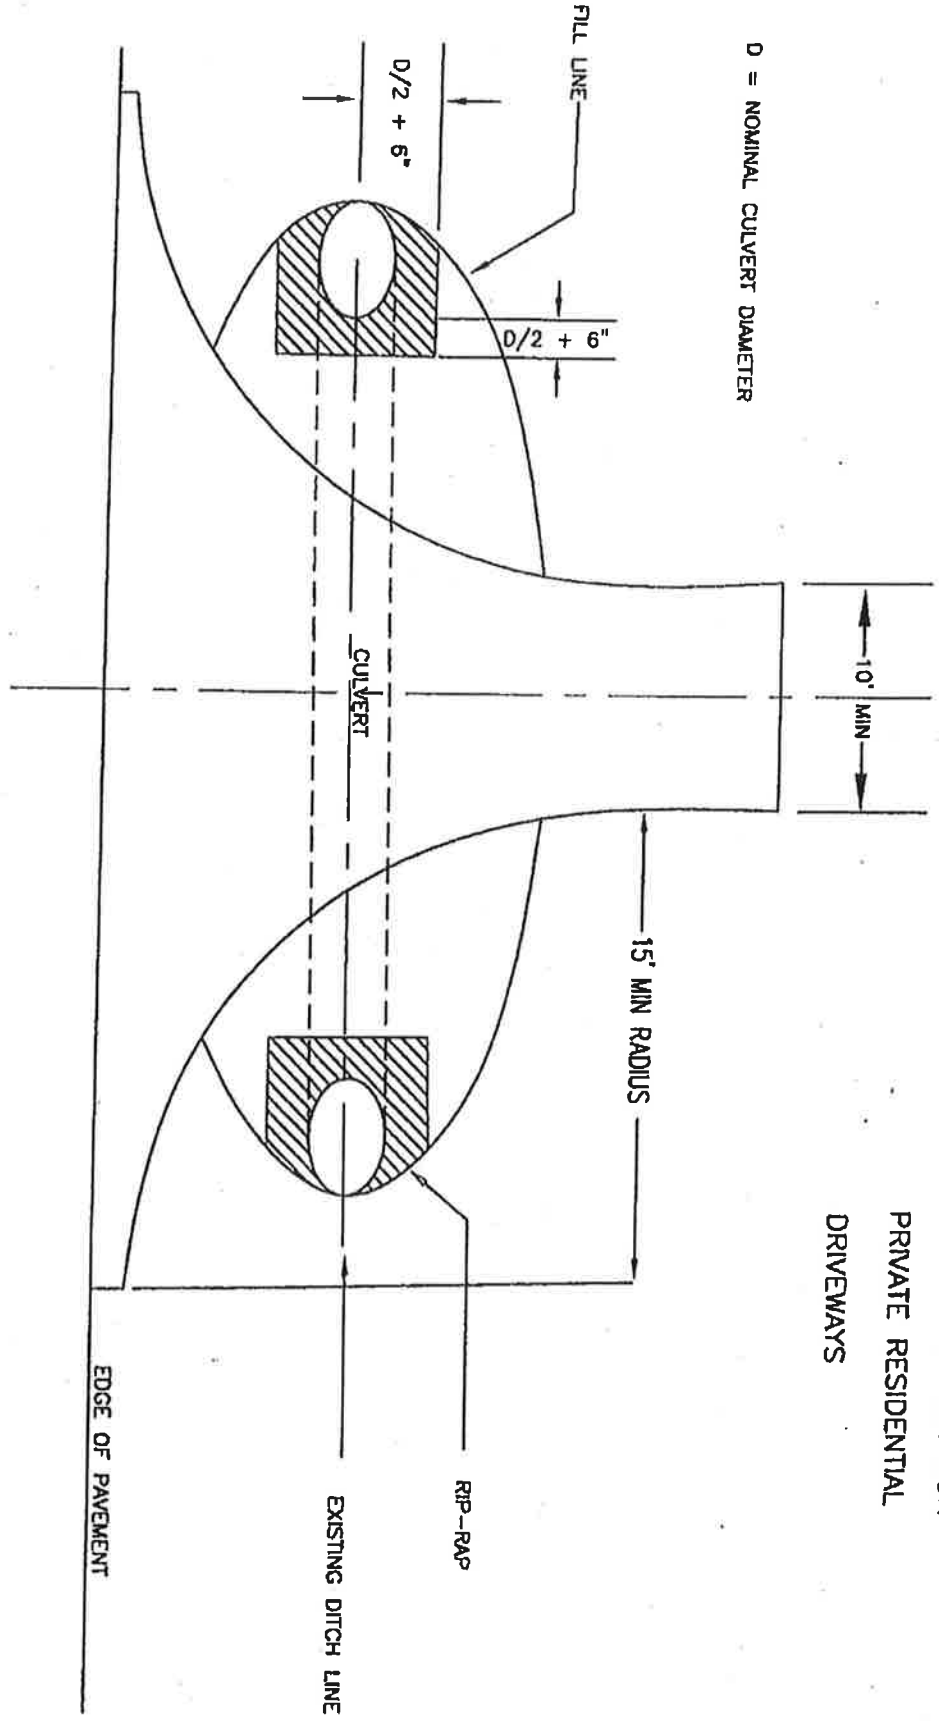 PRIVATE RESIDENTIAL
DRIVEWAYS
D = NOMINAL CULVERT DIAMETER
10' MIN
15' MIN RADIUS
FILL LINE
D/2 + 6"
D/2 + 6"
CULVERT
RIP-RAP
EXISTING DITCH LINE
EDGE OF PAVEMENT